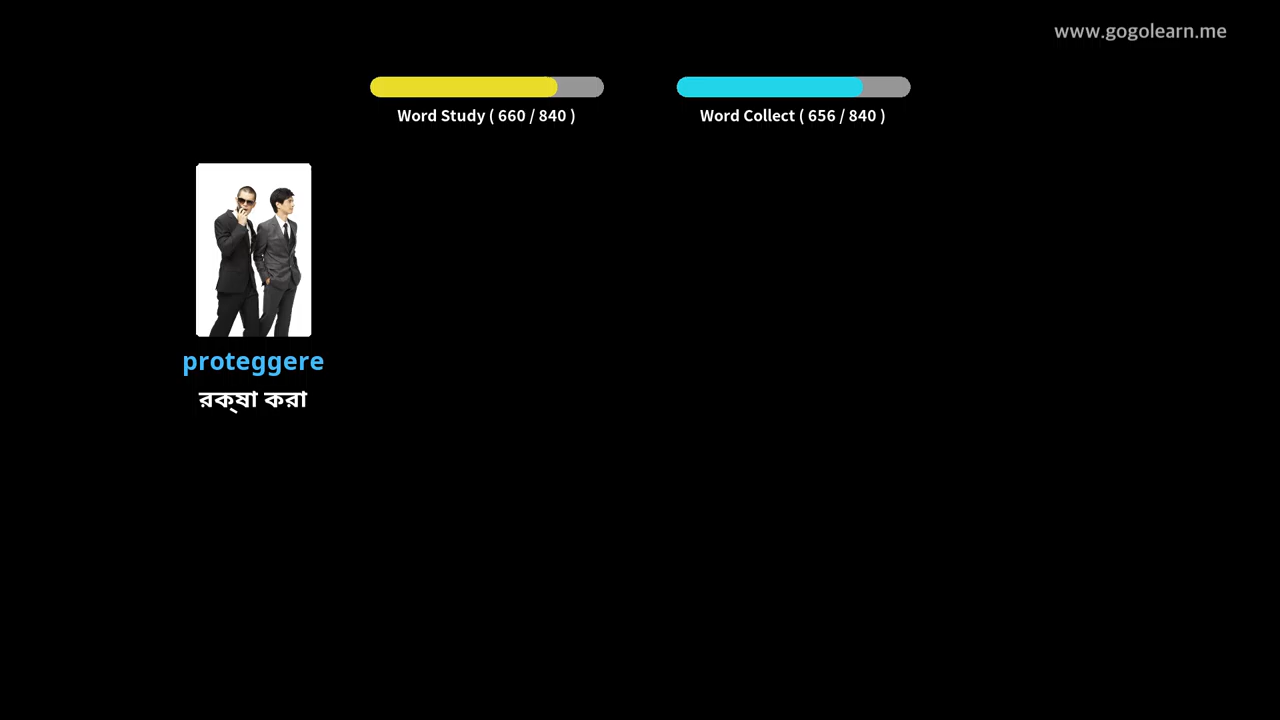 www.gogolearn.me
Word Study ( 660 / 840 )
Word Collect ( 656 / 840 )
proteggere
রক্ষা করা